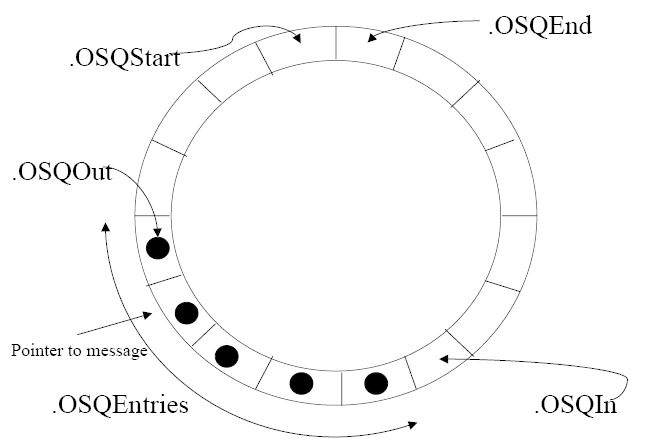 .OSQEnd
.OSQStart
.OSQOut
Pointer to message
.OSQEntries
.OSQIn